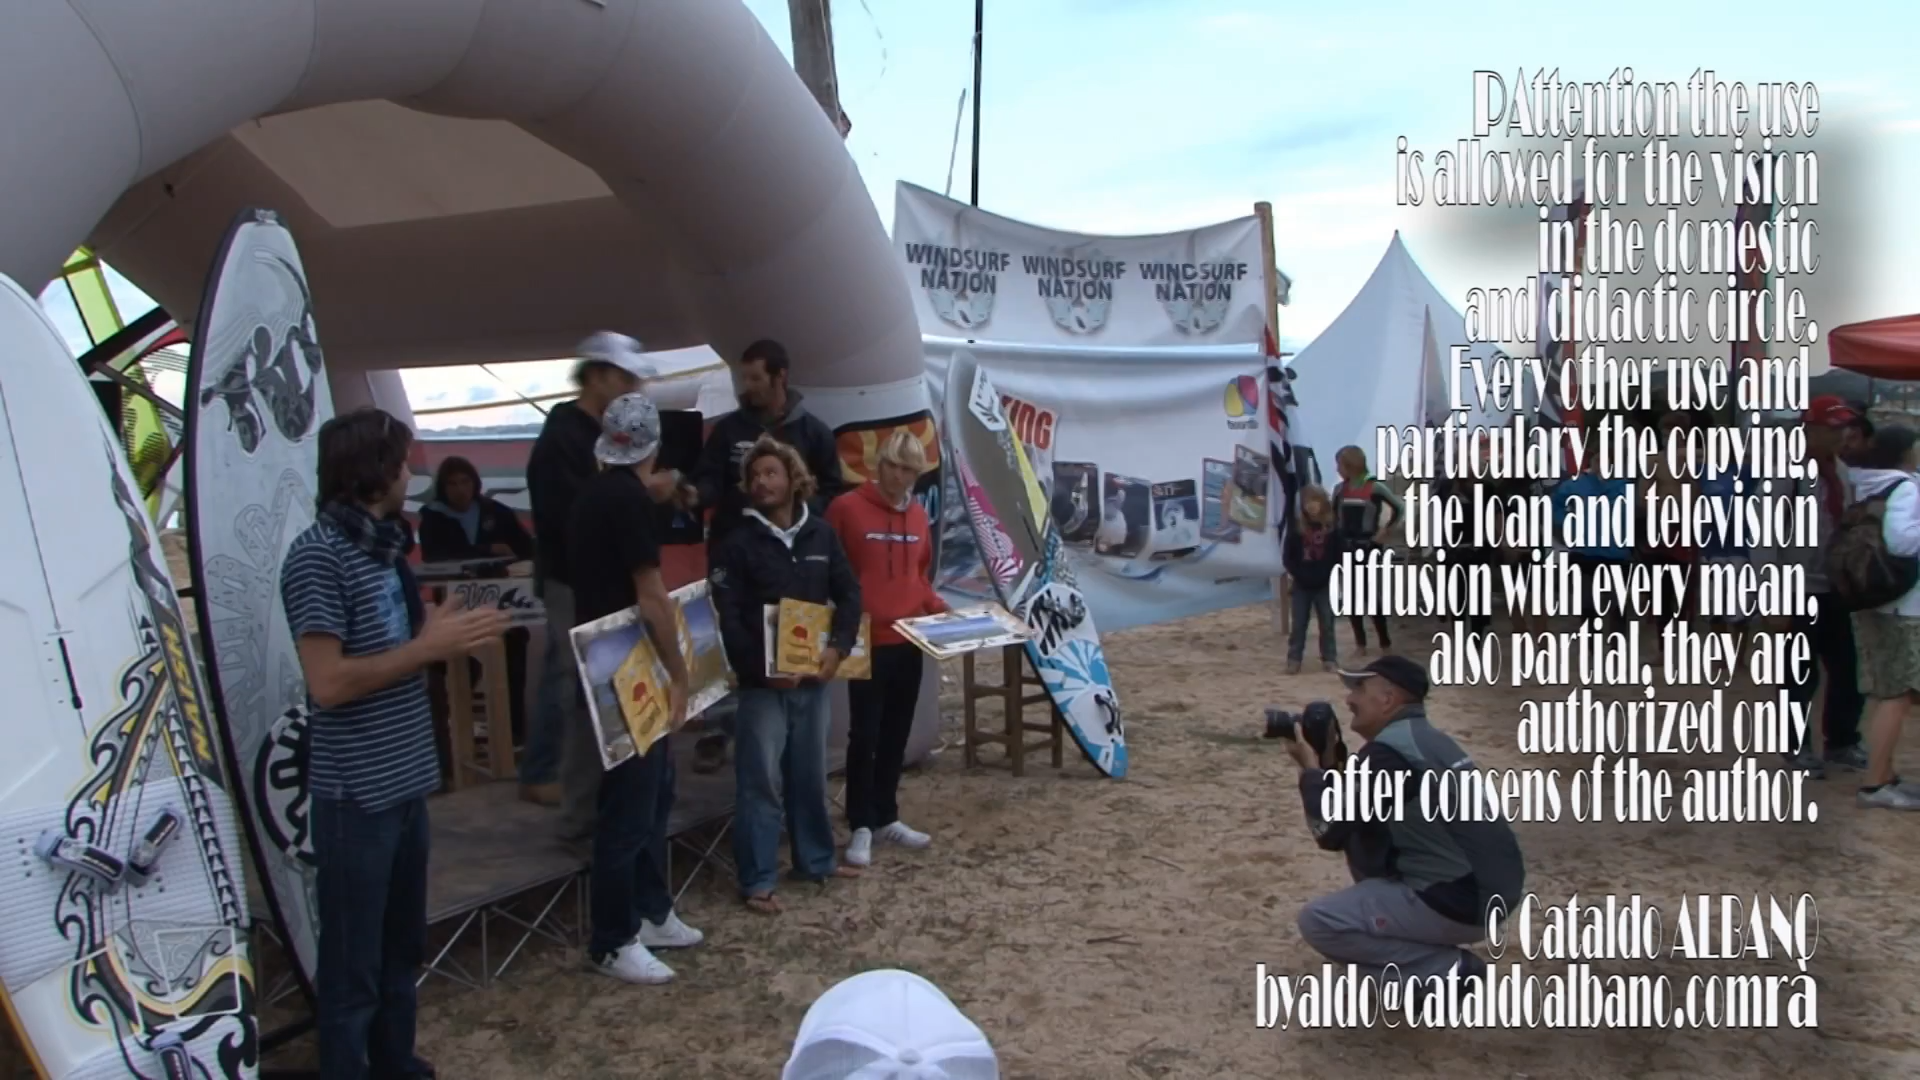 PAttention the use
is allowed for the vision
in the domestic
and didactic circle.
Every other use and
particulary the copying,
the loan and television
diffusion with every mean,
also partial, they are
authorized only
after consens of the author.
© Cataldo ALBANO
byaldo@cataldoalbano.comrà
WINDSURF NATION
WINDSURF NATION
WINDSURF NATION
NAISH